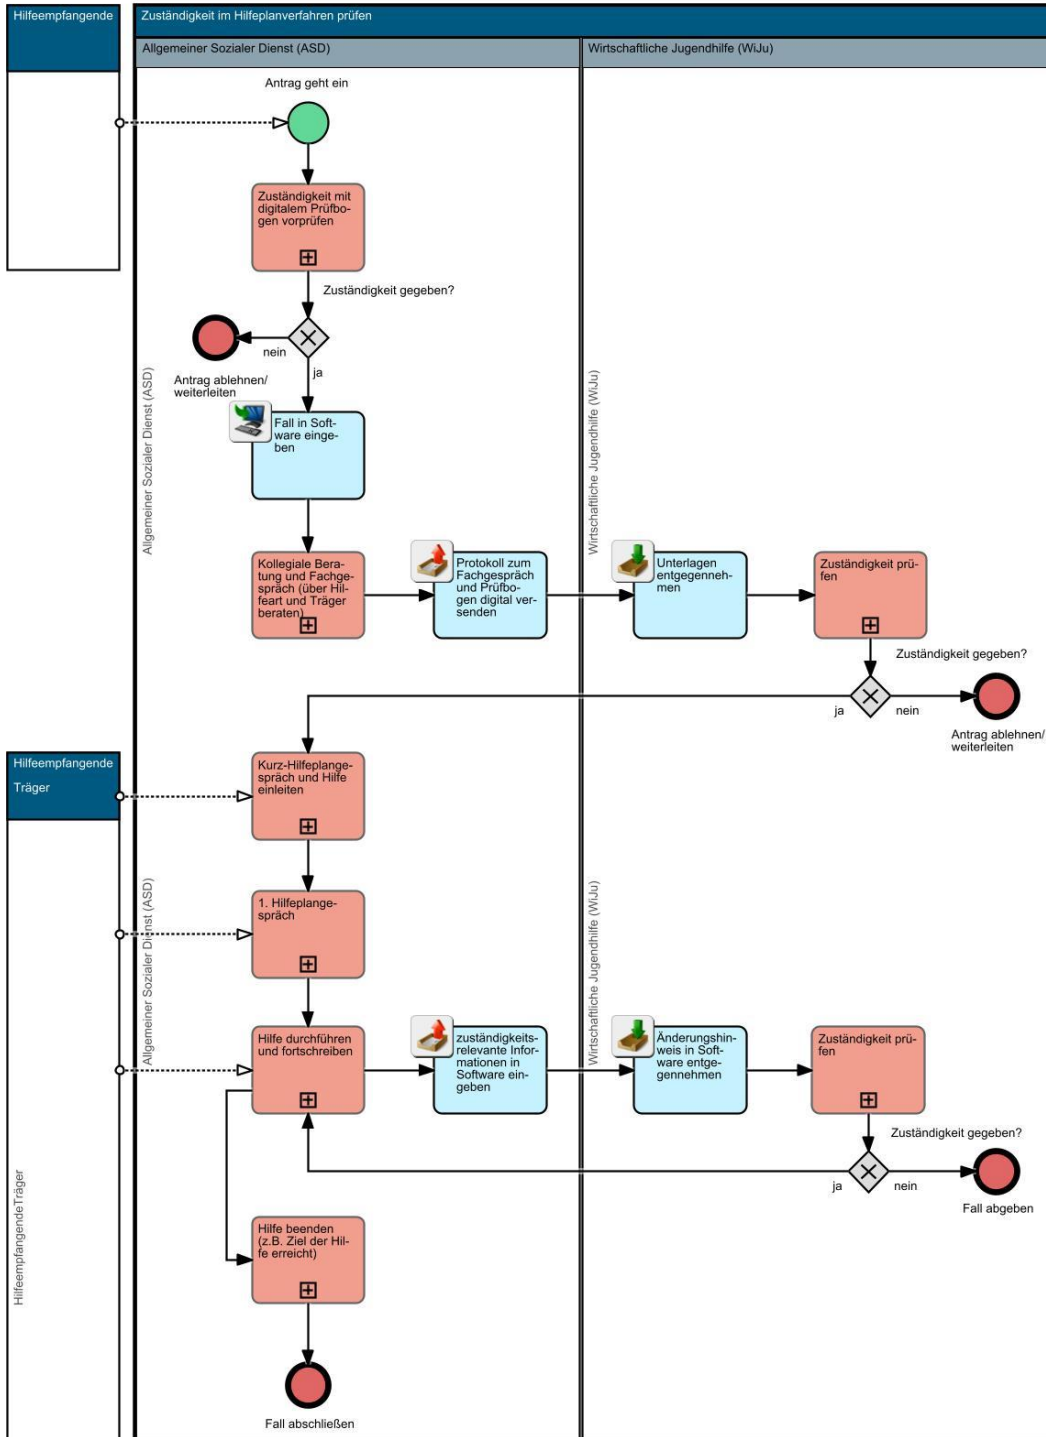 Hilfeempfangende
Zuständigkeit im Hilfeplanverfahren prüfen
Allgemeiner Sozialer Dienst (ASD)
Wirtschaftliche Jugendhilfe (WiJu)
Antrag geht ein
Zuständigkeit mit
digitalem Prüfbo-
gen vorprüfen
Zuständigkeit gegeben?
nein
ja
Antrag ablehnen/
weiterleiten
Allgemeiner Sozialer Dienst (ASD)
Wirtschaftliche Jugendhilfe (WiJu)
Fall in Soft-
ware einge-
ben
Kollegiale Bera-
tung und Fachge-
spräch (über Hil-
feart und Träger
beraten)
Protokoll zum
Fachgespräch
und Prüfbo-
gen digital ver-
senden
Unterlagen
entgegenneh-
men
Zuständigkeit prü-
fen
Zuständigkeit gegeben?
ja
nein
Antrag ablehnen/
weiterleiten
Hilfeempfangende
Träger
Kurz-Hilfeplange-
spräch und Hilfe
einleiten
Allgemeiner Sozialer Dienst (ASD)
Wirtschaftliche Jugendhilfe (WiJu)
1. Hilfeplange-
spräch
Hilfe durchführen
und fortschreiben
zuständigkeits-
relevante Infor-
mationen in
Software ein-
geben
Änderungshin-
weis in Soft-
ware entge-
gennehmen
Zuständigkeit prü-
fen
Zuständigkeit gegeben?
ja
nein
Fall abgeben
HilfeempfangendeTräger
Hilfe beenden
(z.B. Ziel der Hil-
fe erreicht)
Fall abschließen